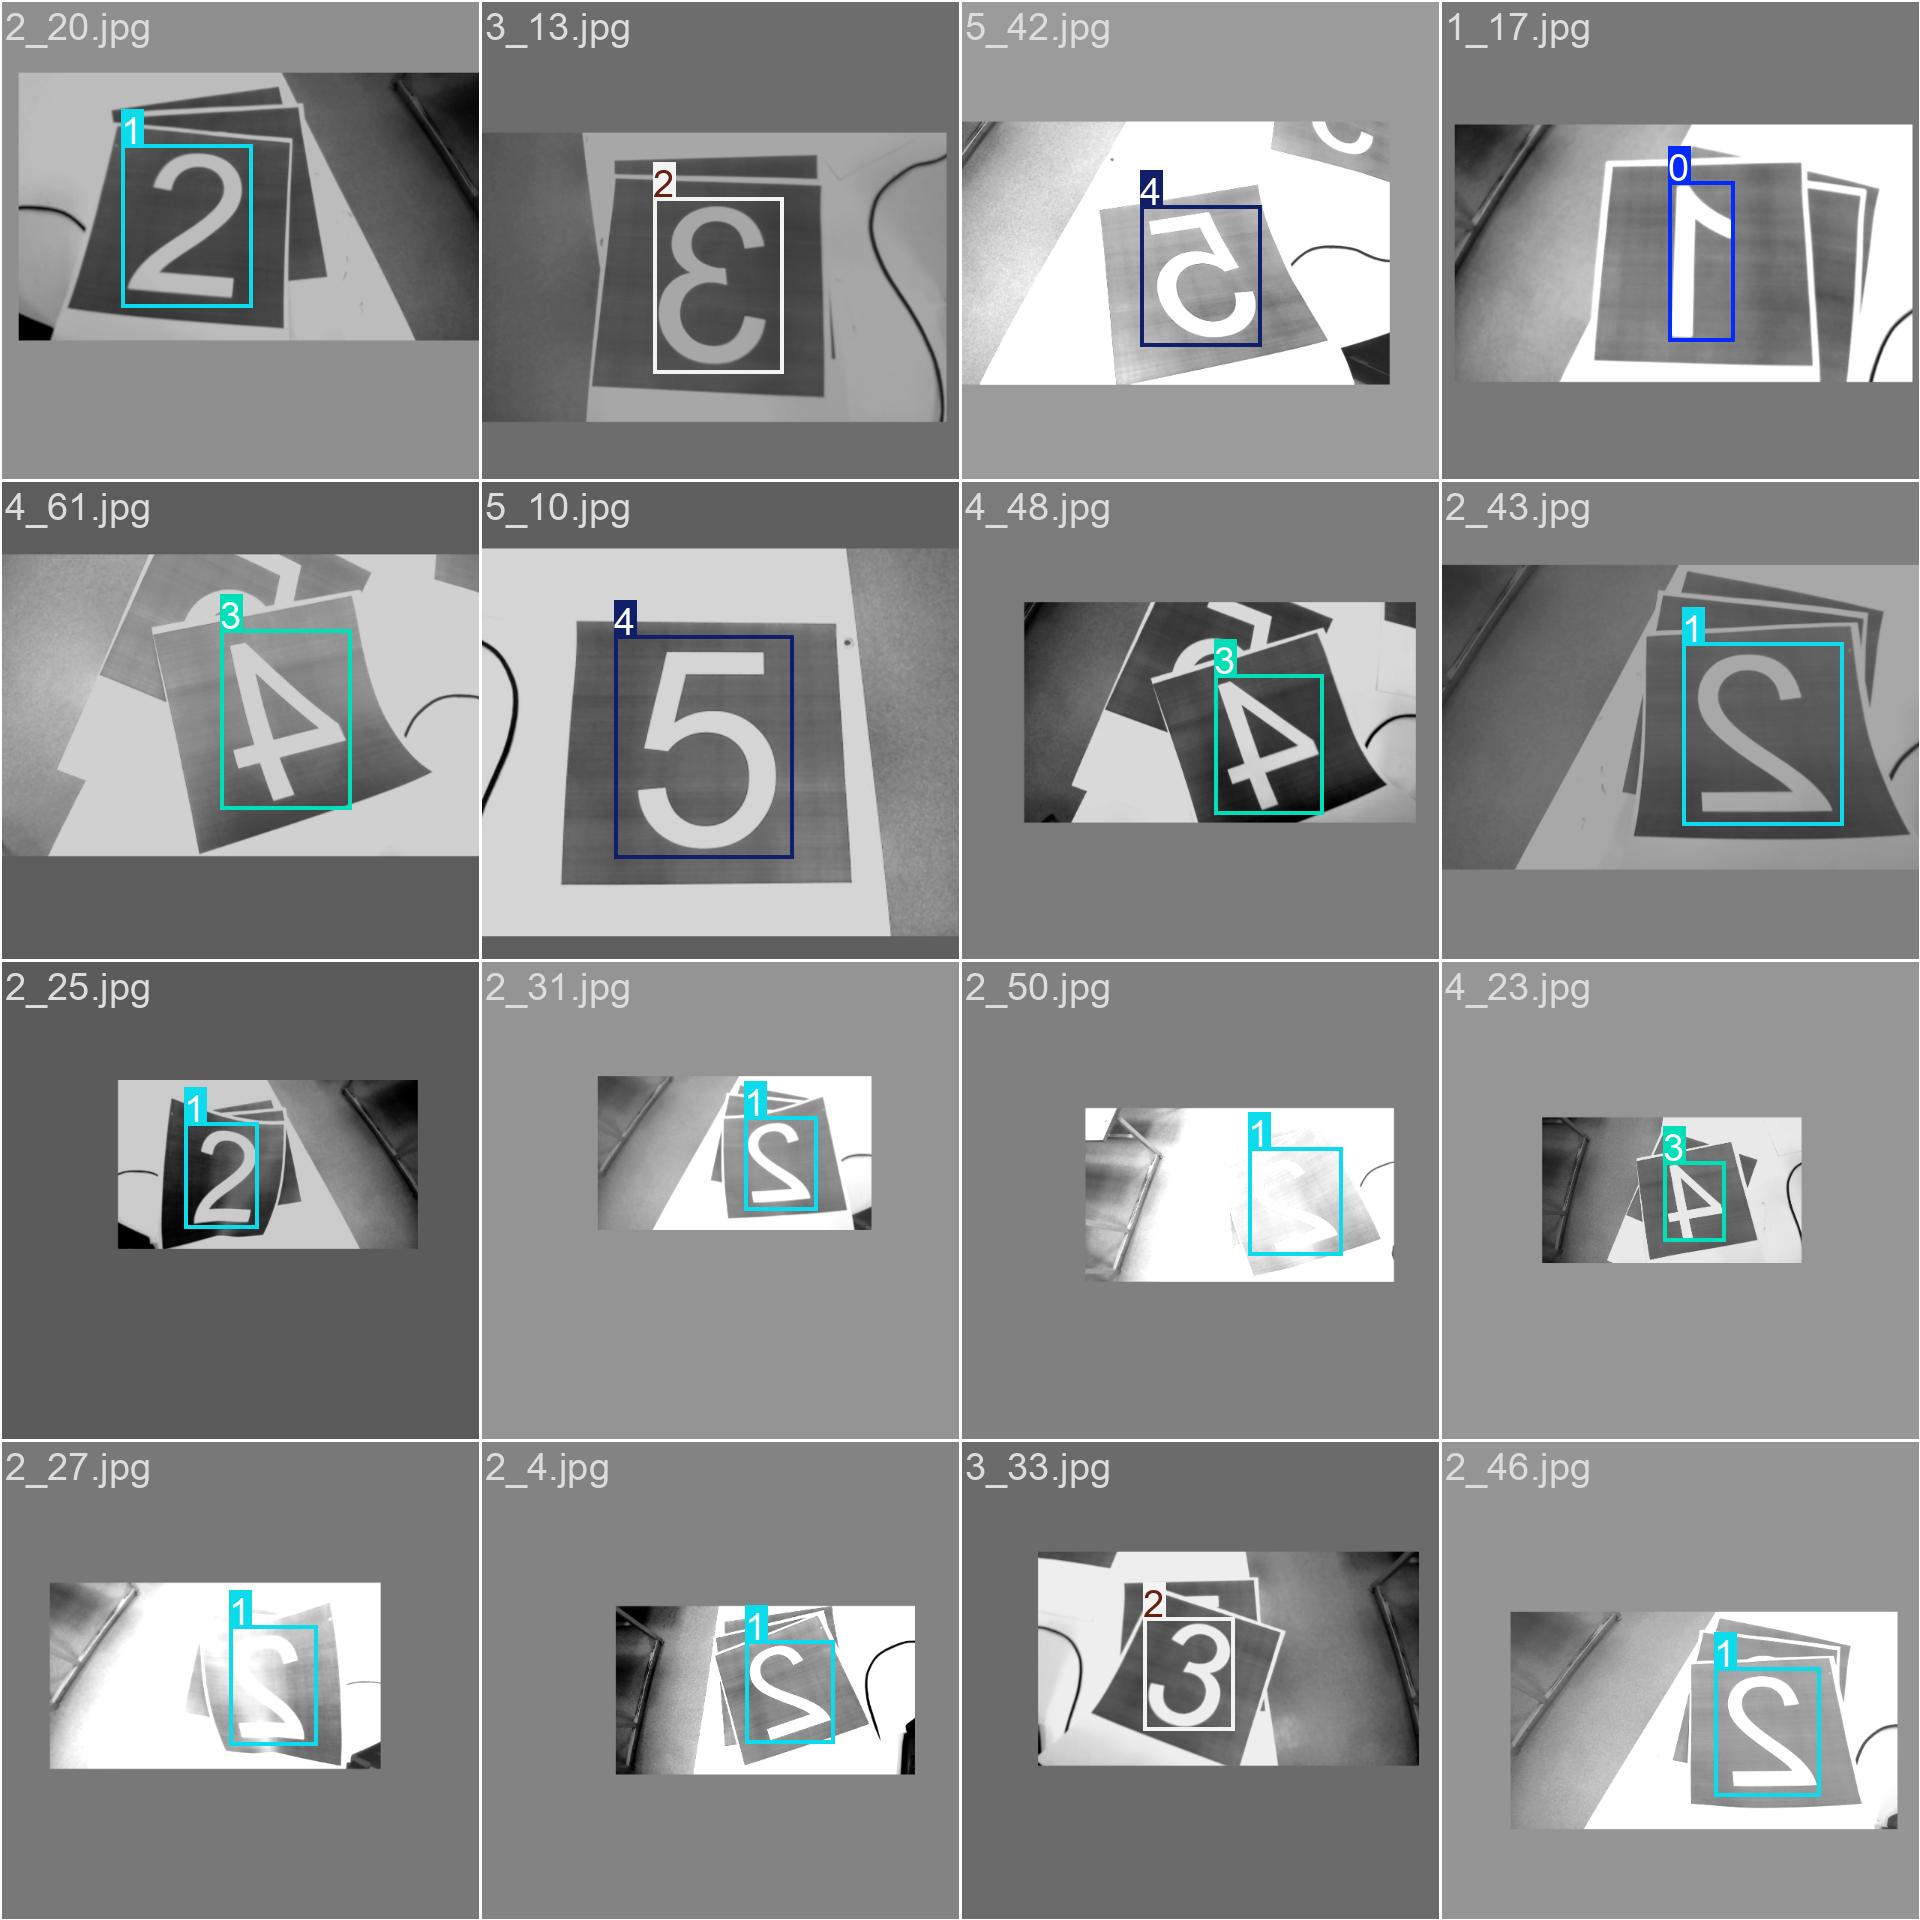 2_20.jpg 3_13.jpg 5_42.jpg 1_17.jpg
1 2 4 0
2 3 5 1
4_61.jpg 5_10.jpg 4_48.jpg 2_43.jpg
3 4 3 1
4 5 4 2
2_25.jpg 2_31.jpg 2_50.jpg 4_23.jpg
1 1 1 3
2 2 2 4
2_27.jpg 2_4.jpg 3_33.jpg 2_46.jpg
1 1 2 1
2 2 3 2